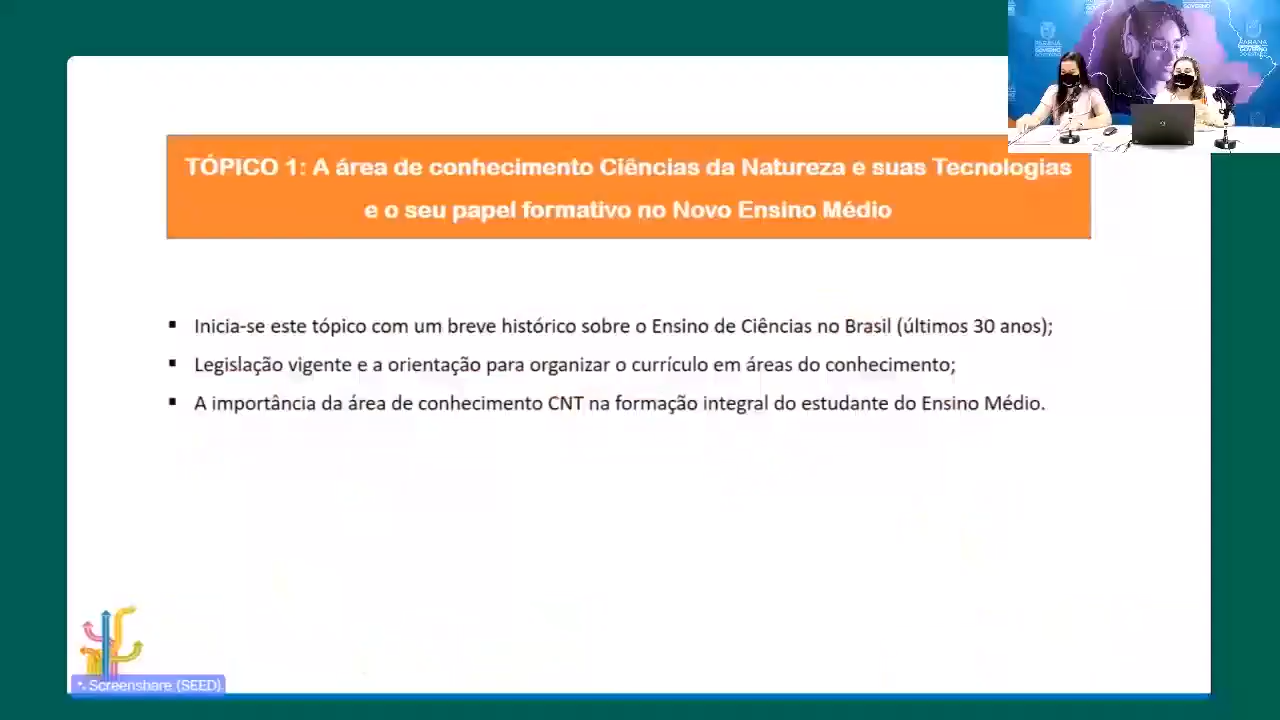 TÓPICO 1: A área de conhecimento Ciências da Natureza e suas Tecnologias
e o seu papel formativo no Novo Ensino Médio
▪ Inicia-se este tópico com um breve histórico sobre o Ensino de Ciências no Brasil (últimos 30 anos);
▪ Legislação vigente e a orientação para organizar o currículo em áreas do conhecimento;
▪ A importância da área de conhecimento CNT na formação integral do estudante do Ensino Médio.
Screenshare (SEED)